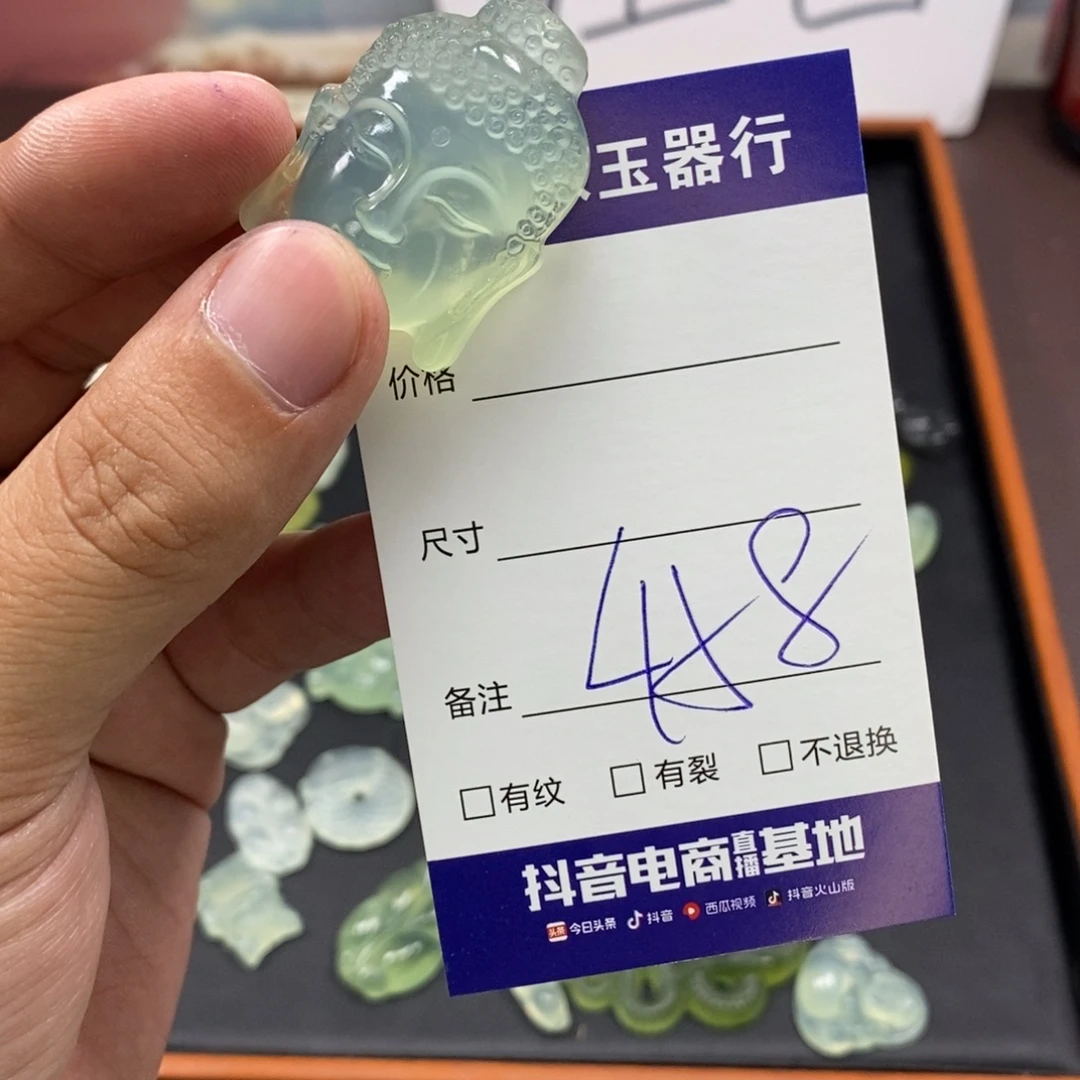 玉器行
价格
尺寸
备注
□有纹 □有裂 □不退换
抖音电商直播基地
今日头条 抖音 西瓜视频 抖音火山版